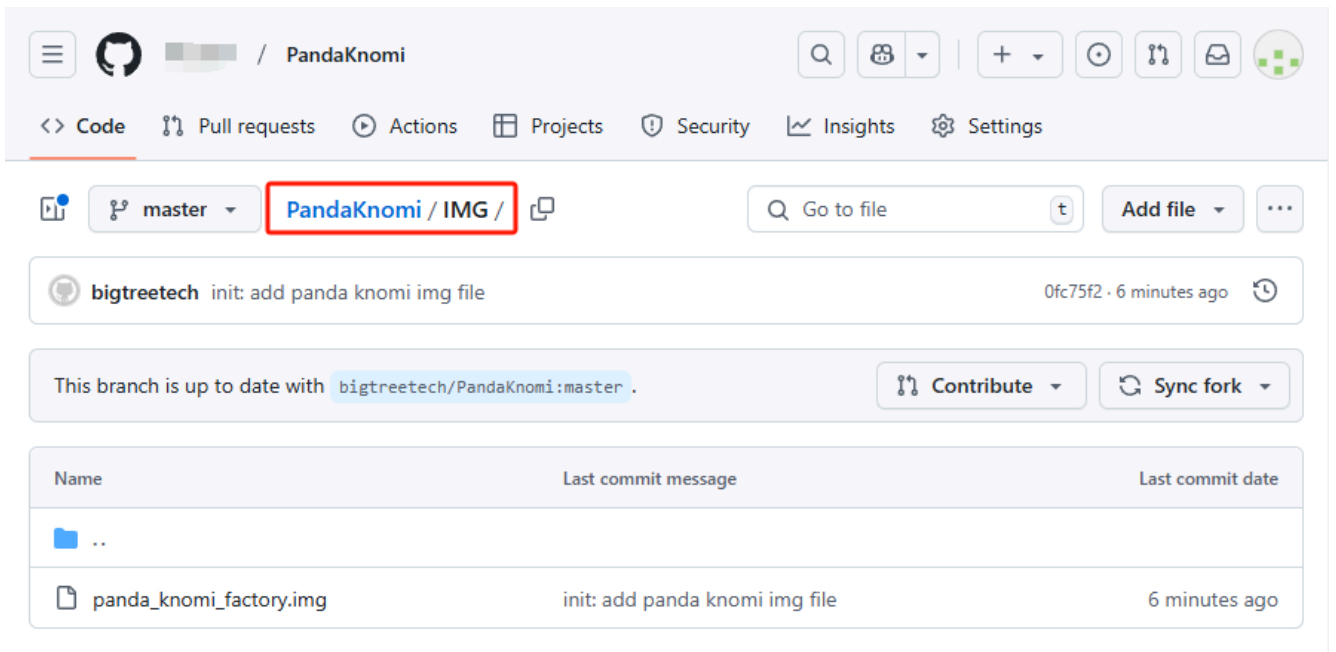 / PandaKnomi
Code Pull requests Actions Projects Security Insights Settings
master PandaKnomi / IMG / Go to file t Add file ...
bigtreetech init: add panda knomi img file 0fc75f2 · 6 minutes ago
This branch is up to date with bigtreetech/PandaKnomi:master . Contribute Sync fork
Name Last commit message Last commit date
..
panda_knomi_factory.img init: add panda knomi img file 6 minutes ago